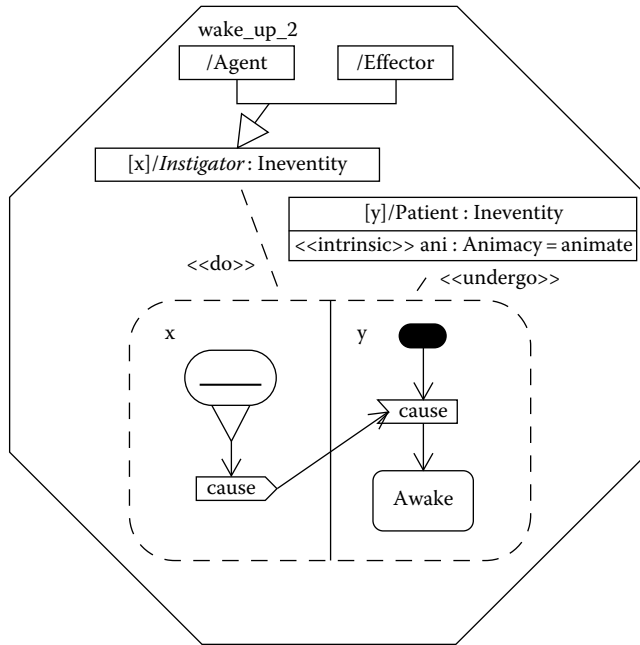 wake_up_2
/Agent
/Effector
[x]/Instigator : Ineventity
[y]/Patient : Ineventity
<<intrinsic>> ani : Animacy = animate
<<do>>
<<undergo>>
x
y
cause
cause
Awake